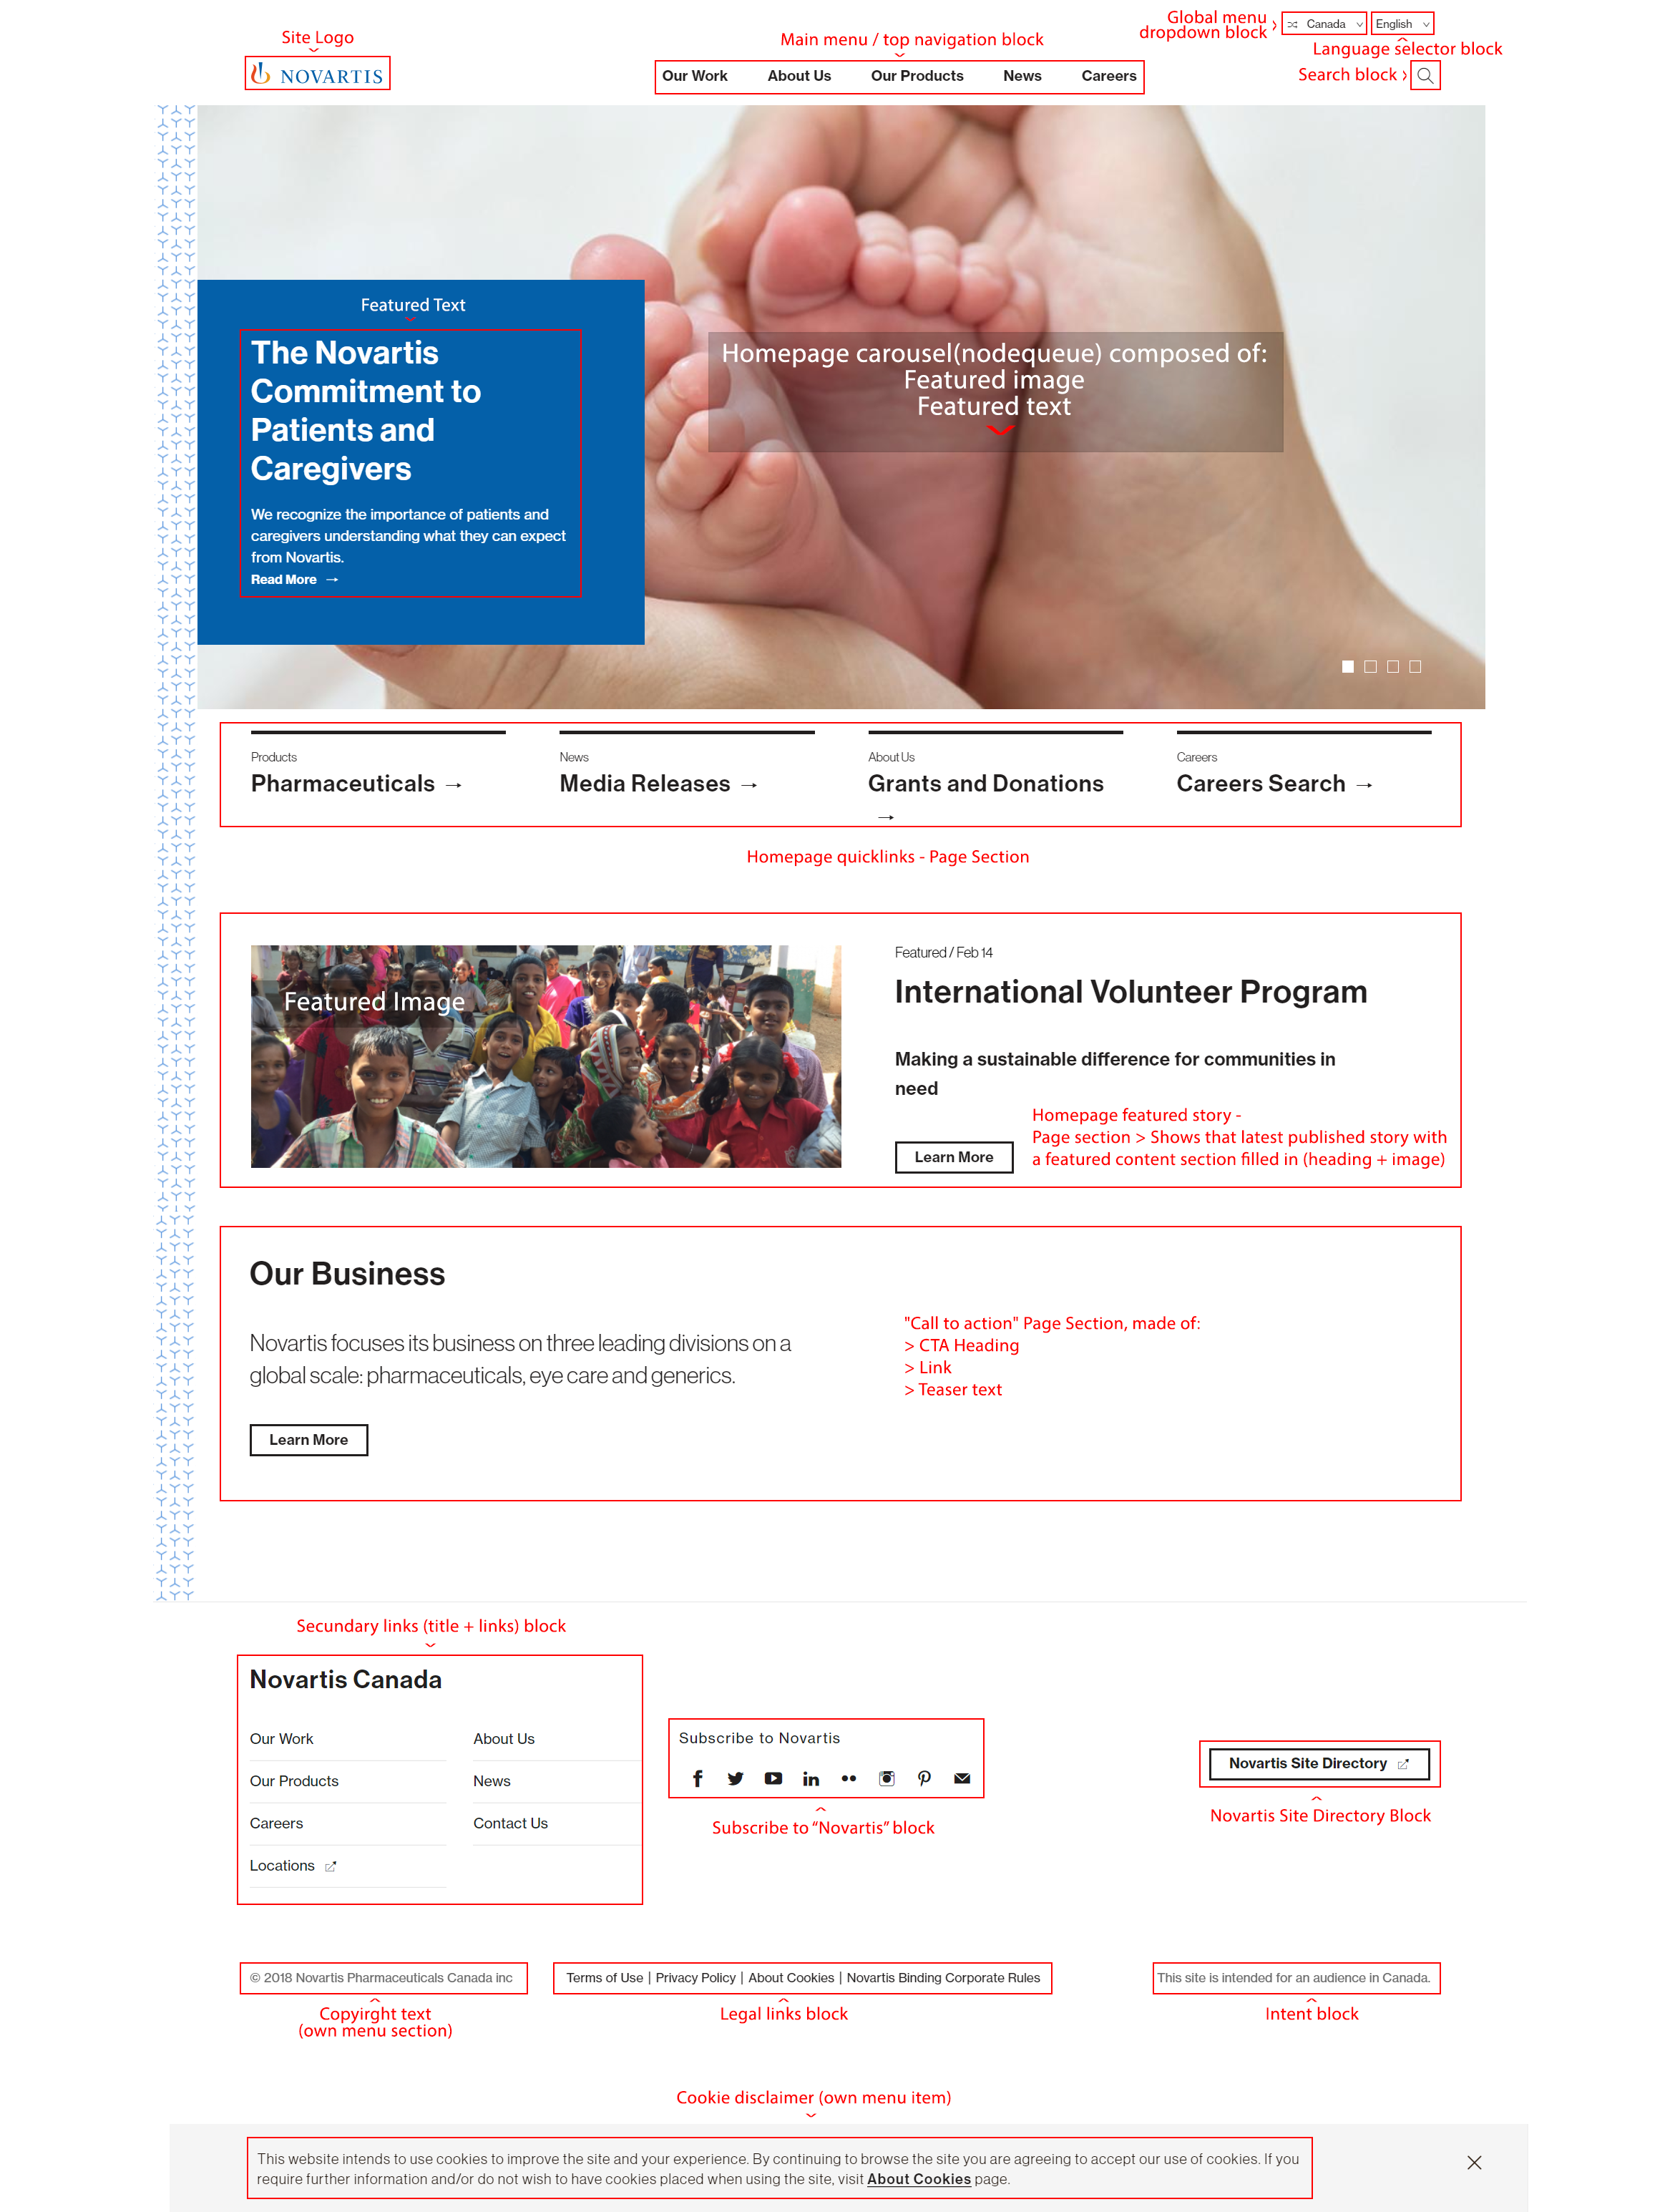 Site Logo
NOVARTIS
Main menu / top navigation block
Our Work About Us Our Products News Careers
Global menu
dropdown block
Canada
English
Language selector block
Search block
Featured Text
The Novartis
Commitment to
Patients and
Caregivers
We recognize the importance of patients and
caregivers understanding what they can expect
from Novartis.
Read More →
Homepage carousel(nodequeue) composed of:
Featured image
Featured text
Products
Pharmaceuticals →
News
Media Releases →
About Us
Grants and Donations
→
Careers
Careers Search →
Homepage quicklinks - Page Section
Featured Image
Featured / Feb 14
International Volunteer Program
Making a sustainable difference for communities in
need
Learn More
Homepage featured story -
Page section > Shows that latest published story with
a featured content section filled in (heading + image)
Our Business
Novartis focuses its business on three leading divisions on a
global scale: pharmaceuticals, eye care and generics.
Learn More
"Call to action" Page Section, made of:
> CTA Heading
> Link
> Teaser text
Secundary links (title + links) block
Novartis Canada
Our Work
About Us
Our Products
News
Careers
Contact Us
Locations
Subscribe to Novartis
Subscribe to “Novartis” block
Novartis Site Directory
Novartis Site Directory Block
© 2018 Novartis Pharmaceuticals Canada inc
Copyirght text
(own menu section)
Terms of Use | Privacy Policy | About Cookies | Novartis Binding Corporate Rules
Legal links block
This site is intended for an audience in Canada.
Intent block
Cookie disclaimer (own menu item)
This website intends to use cookies to improve the site and your experience. By continuing to browse the site you are agreeing to accept our use of cookies. If you
require further information and/or do not wish to have cookies placed when using the site, visit About Cookies page.